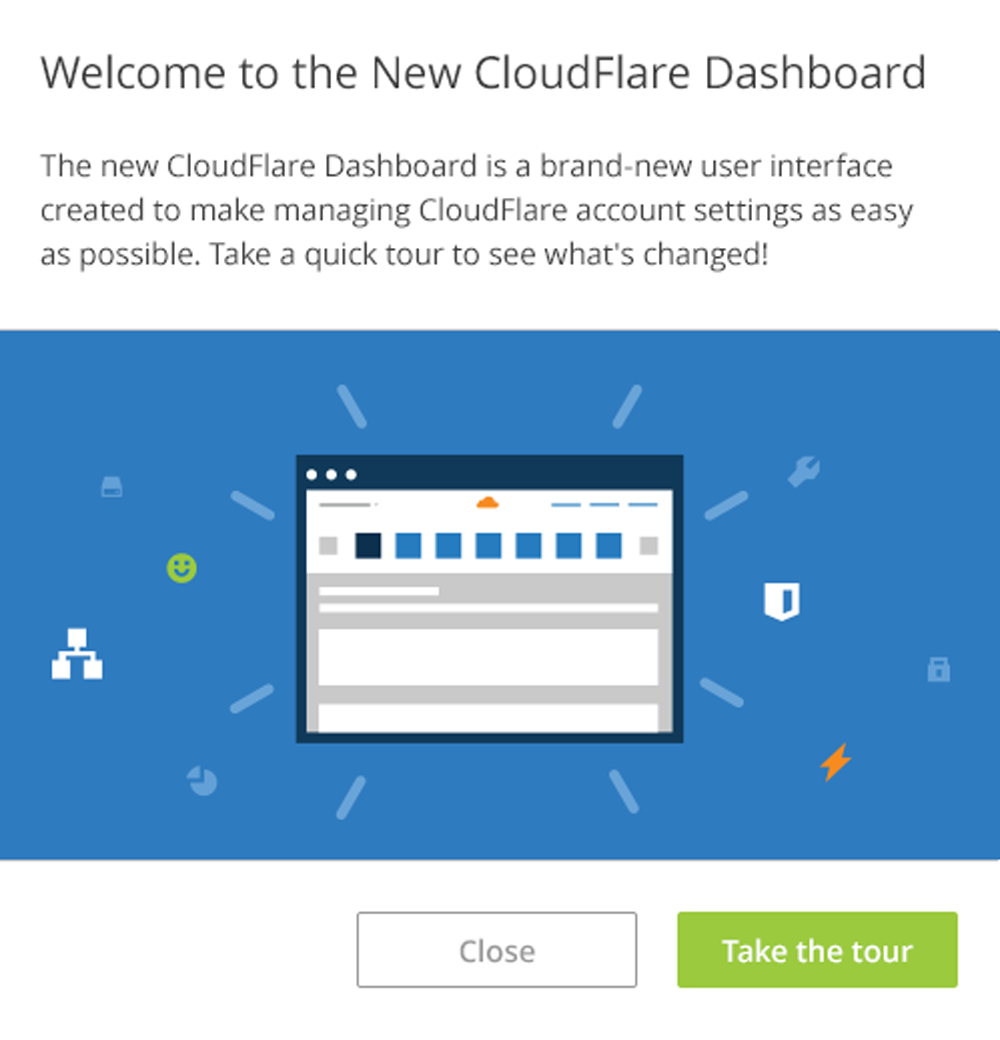 Welcome to the New CloudFlare Dashboard
The new CloudFlare Dashboard is a brand-new user interface
created to make managing CloudFlare account settings as easy
as possible. Take a quick tour to see what's changed!
Close
Take the tour